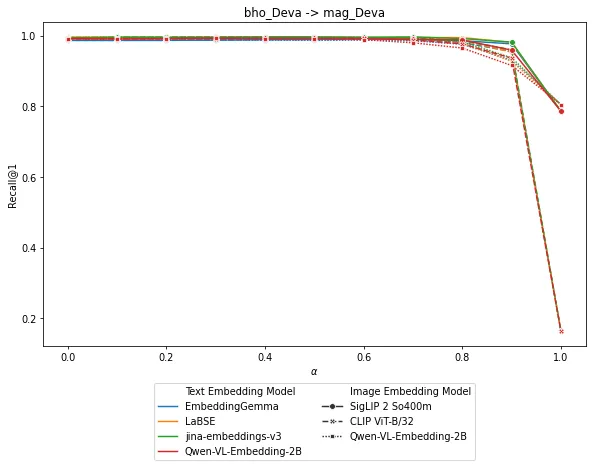 bho_Deva -> mag_Deva
1.0
0.8
0.6
0.4
0.2
Recall@1
0.0 0.2 0.4 0.6 0.8 1.0
α
Text Embedding Model Image Embedding Model
EmbeddingGemma SigLIP 2 So400m
LaBSE CLIP ViT-B/32
jina-embeddings-v3 Qwen-VL-Embedding-2B
Qwen-VL-Embedding-2B